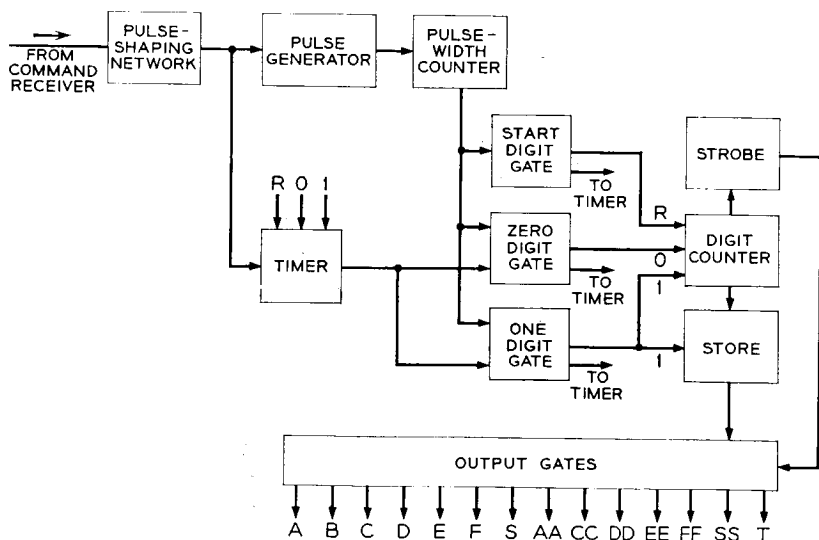 PULSE-
SHAPING
NETWORK
FROM
COMMAND
RECEIVER
PULSE
GENERATOR
PULSE-
WIDTH
COUNTER
START
DIGIT
GATE
TO
TIMER
STROBE
R O 1
TIMER
ZERO
DIGIT
GATE
TO
TIMER
R
O
1
DIGIT
COUNTER
ONE
DIGIT
GATE
TO
TIMER
1
STORE
OUTPUT GATES
A B C D E F S AA CC DD EE FF SS T